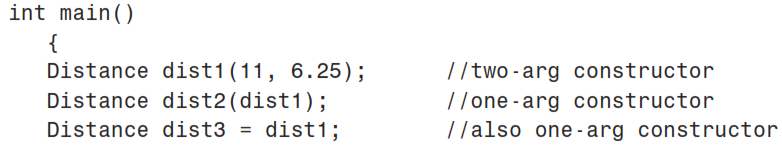 int main()
{
Distance dist1(11, 6.25); //two-arg constructor
Distance dist2(dist1); //one-arg constructor
Distance dist3 = dist1; //also one-arg constructor